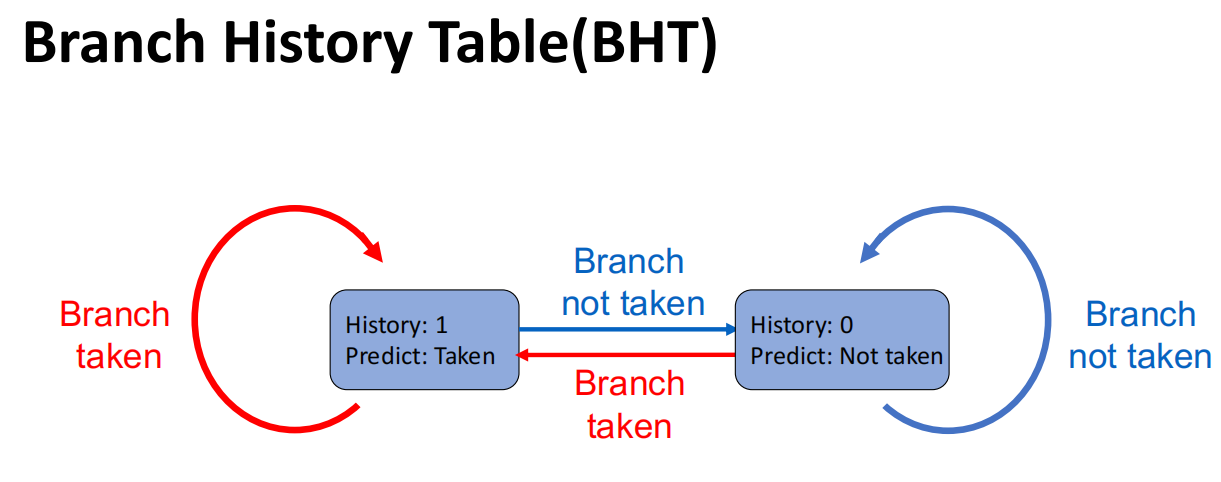 Branch History Table(BHT)
Branch
taken
History: 1
Predict: Taken
Branch
not taken
Branch
taken
History: 0
Predict: Not taken
Branch
not taken